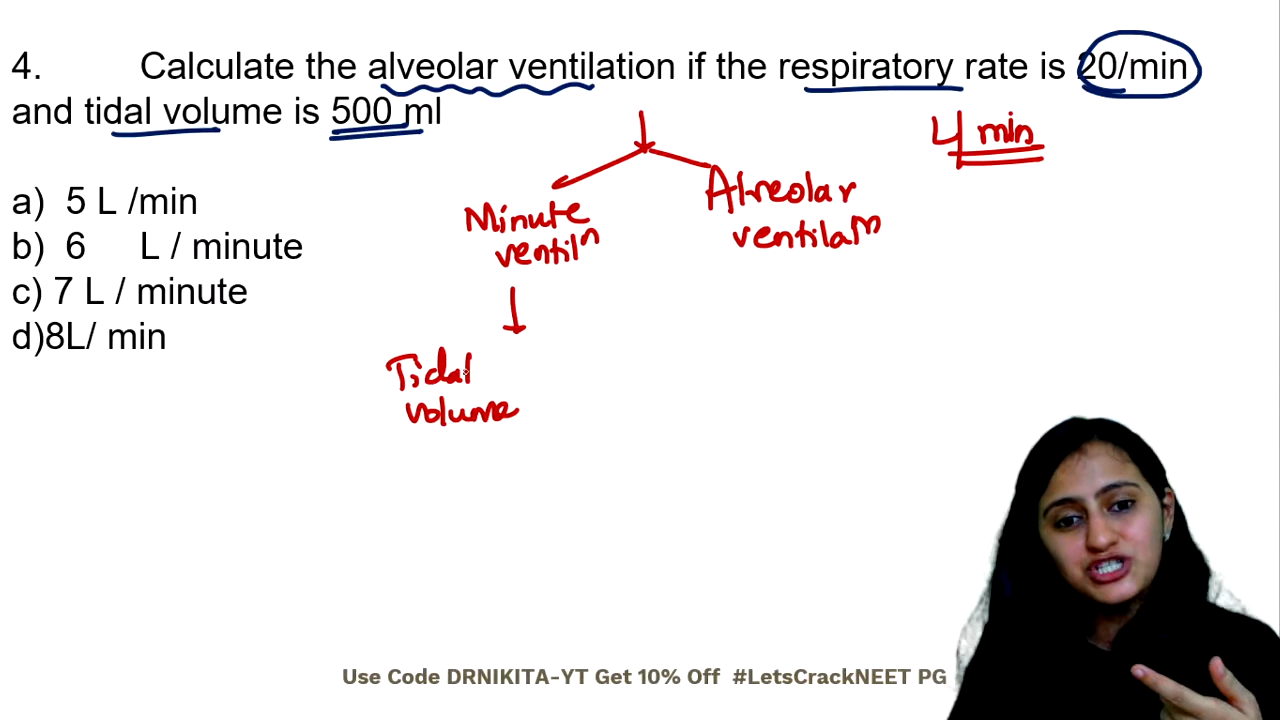 4. Calculate the alveolar ventilation if the respiratory rate is 20/min
and tidal volume is 500 ml
4 min
a) 5 L /min
b) 6 L / minute
c) 7 L / minute
d)8L/ min
Minute
ventiln
Alveolar
ventilatn
Tidal
volume
Use Code DRNIKITA-YT Get 10% Off #LetsCrackNEET PG